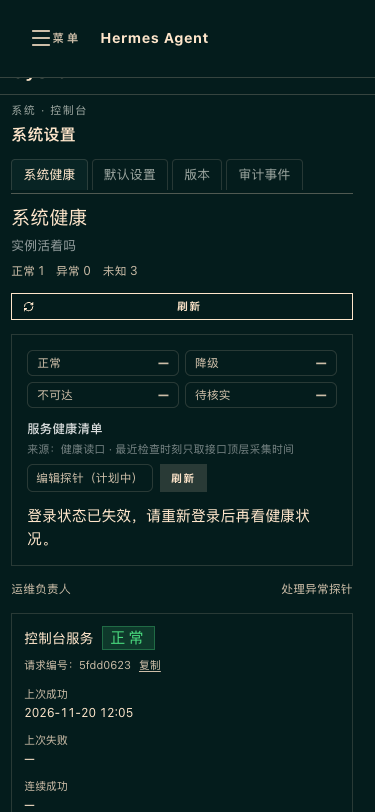 菜单 Hermes Agent
系统 · 控制台
系统设置
系统健康 默认设置 版本 审计事件
系统健康
实例活着吗
正常 1 异常 0 未知 3
刷新
正常 — 降级 —
不可达 — 待核实 —
服务健康清单
来源：健康读口 · 最近检查时刻只取接口顶层采集时间
编辑探针（计划中） 刷新
登录状态已失效，请重新登录后再看健康状
况。
运维负责人 处理异常探针
控制台服务 正常
请求编号：5fdd0623 复制
上次成功
2026-11-20 12:05
上次失败
—
连续成功
—